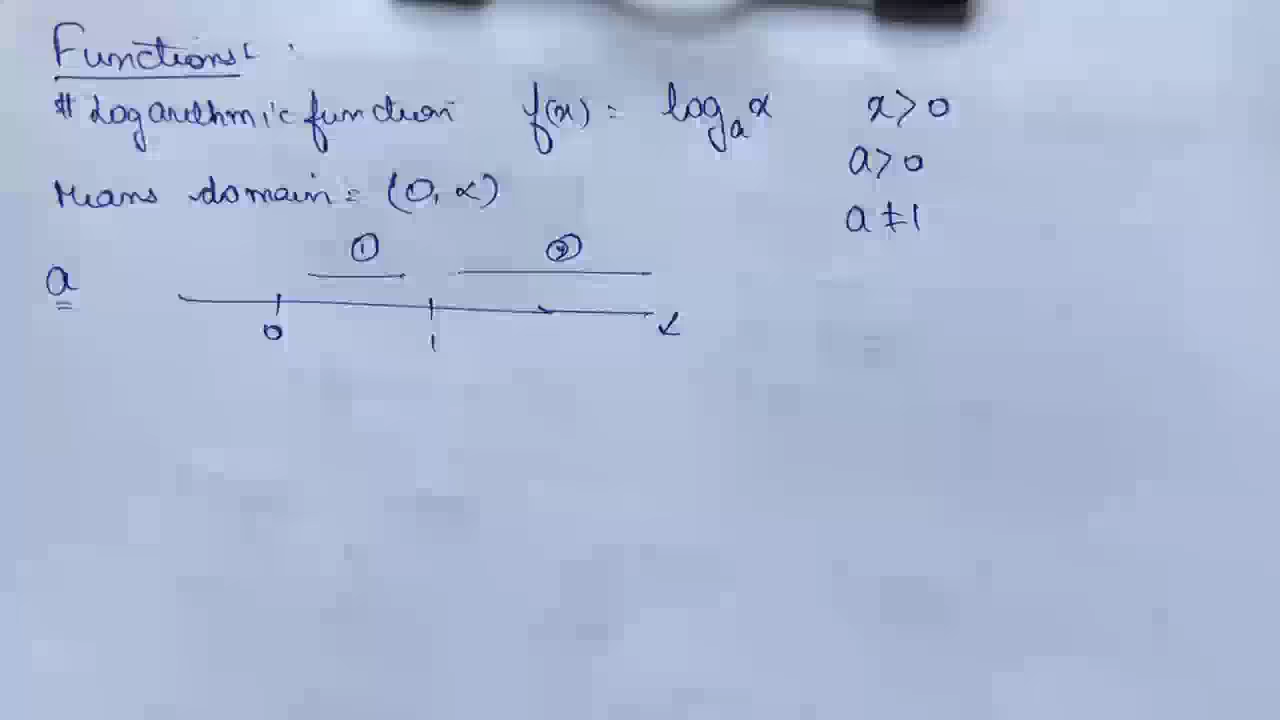 Functions:
# Logarithmic function f(x) = logₐx x>0
a>0
Means domain = (0, ∝)
a ≠ 1
① ②
a
0 1